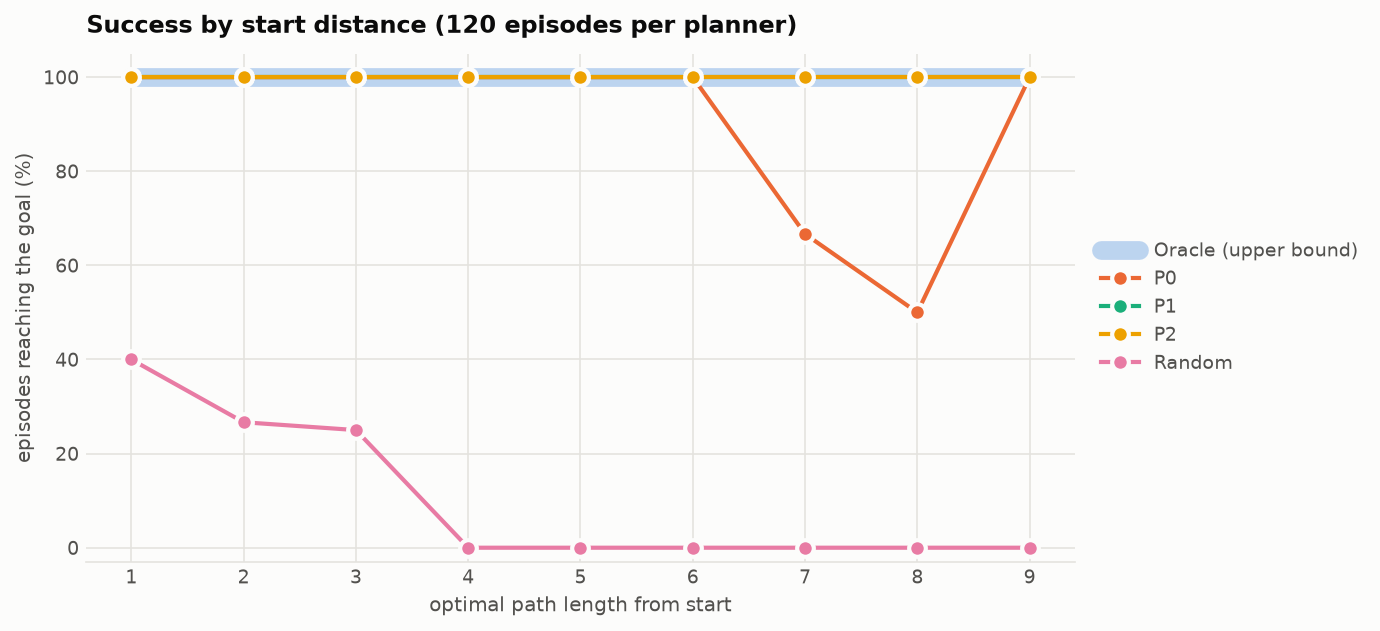 Success by start distance (120 episodes per planner)
episodes reaching the goal (%)
100
80
60
40
20
0
1 2 3 4 5 6 7 8 9
optimal path length from start
Oracle (upper bound)
P0
P1
P2
Random